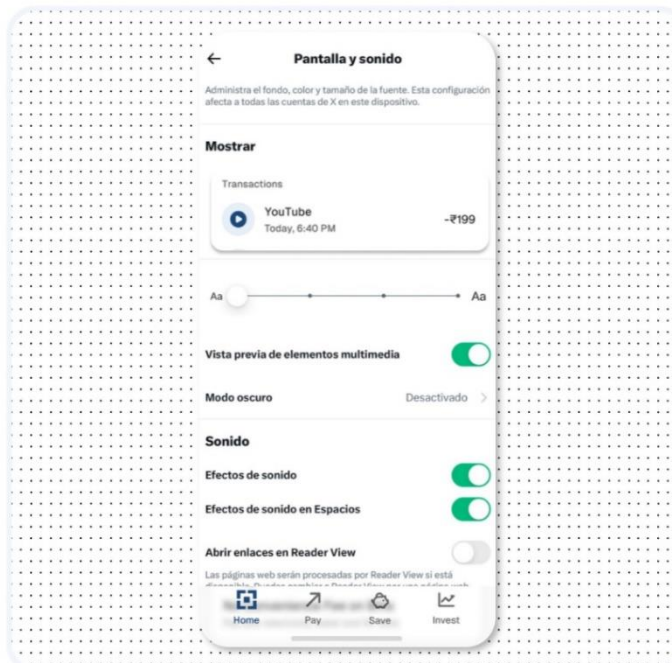 Pantalla y sonido
Administra el fondo, color y tamaño de la fuente. Esta configuración
afecta a todas las cuentas de X en este dispositivo.
Mostrar
Transactions
YouTube
Today, 6:40 PM
-₹199
Aa
Aa
Vista previa de elementos multimedia
Modo oscuro
Desactivado
Sonido
Efectos de sonido
Efectos de sonido en Espacios
Abrir enlaces en Reader View
Las páginas web serán procesadas por Reader View si está
Home
Pay
Save
Invest